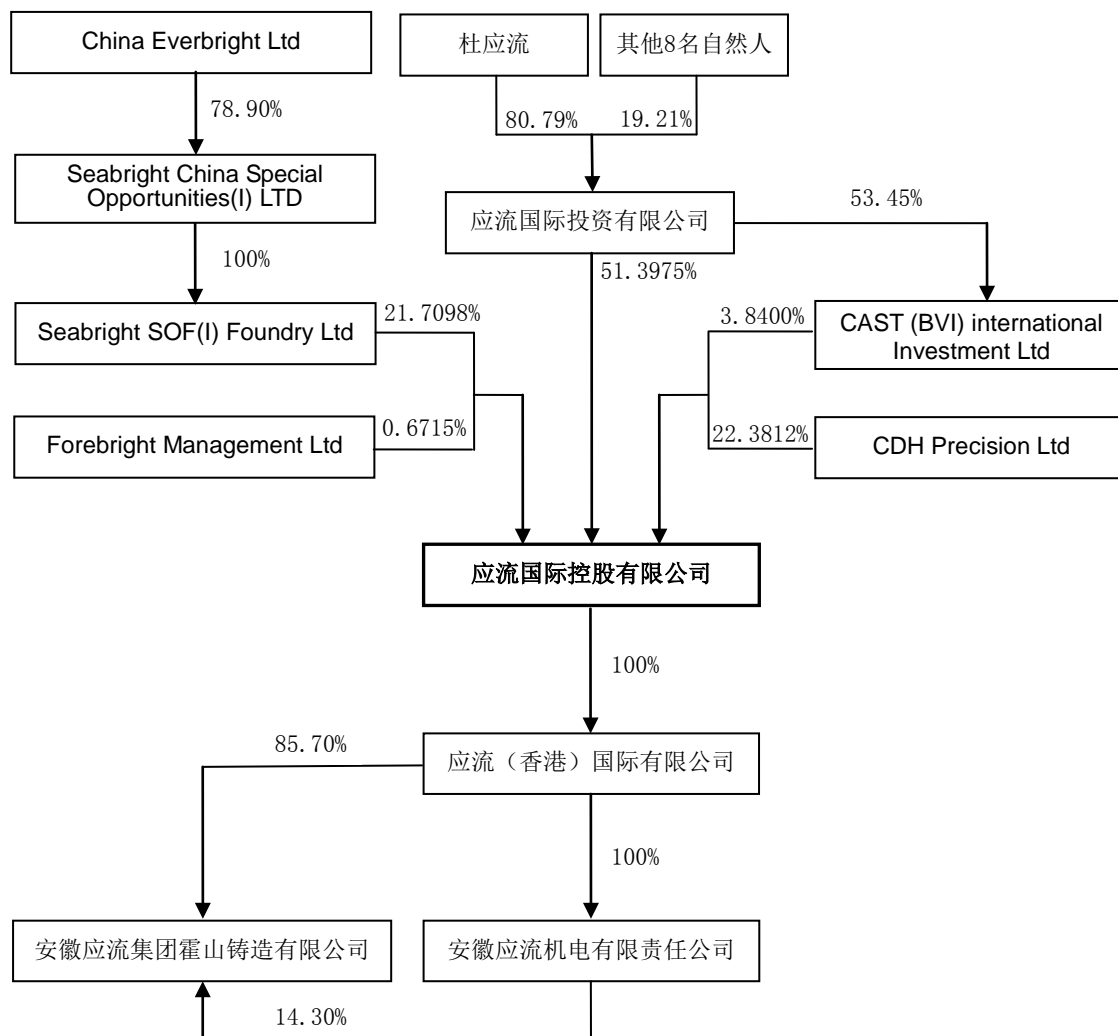 China Everbright Ltd
杜应流
其他8名自然人
78.90%
80.79%
19.21%
Seabright China Special
Opportunities(I) LTD
应流国际投资有限公司
53.45%
100%
51.3975%
Seabright SOF(I) Foundry Ltd
21.7098%
3.8400%
CAST (BVI) international
Investment Ltd
Forebright Management Ltd
0.6715%
22.3812%
CDH Precision Ltd
应流国际控股有限公司
100%
85.70%
应流（香港）国际有限公司
100%
安徽应流集团霍山铸造有限公司
安徽应流机电有限责任公司
14.30%